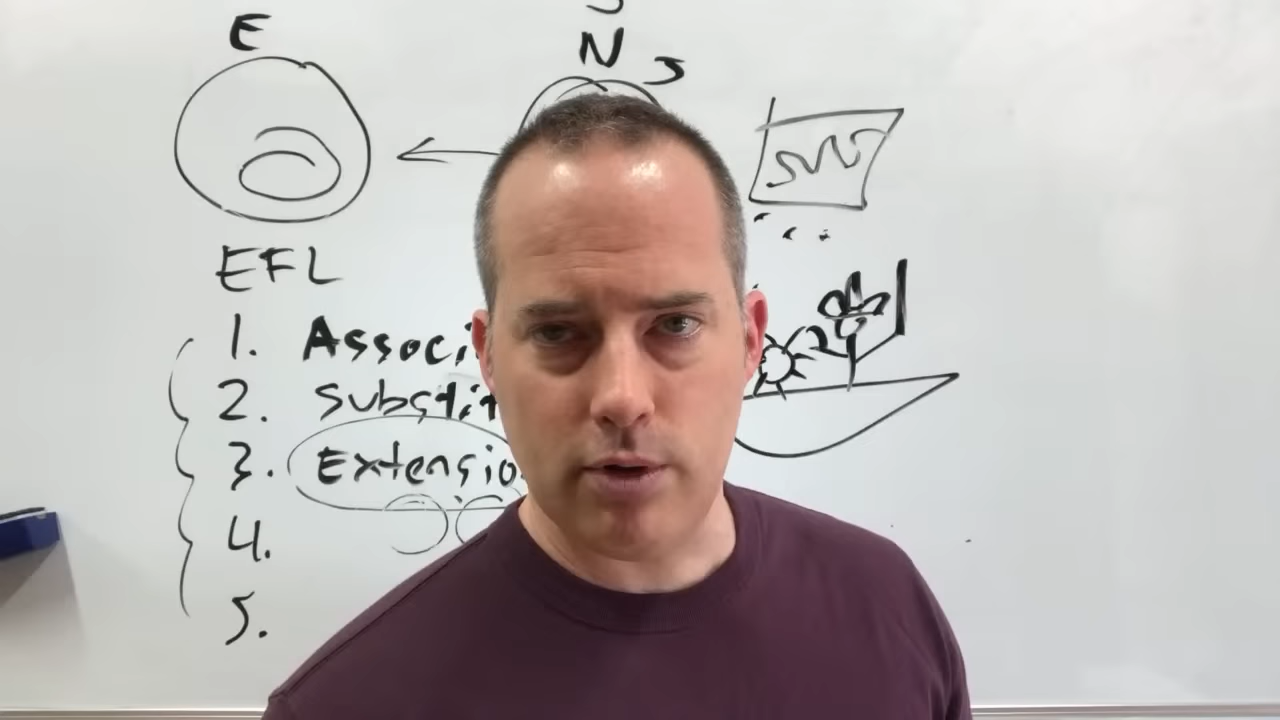 E
N
EFL
1. Associ
2. Substit
3. Extensio
4.
5.